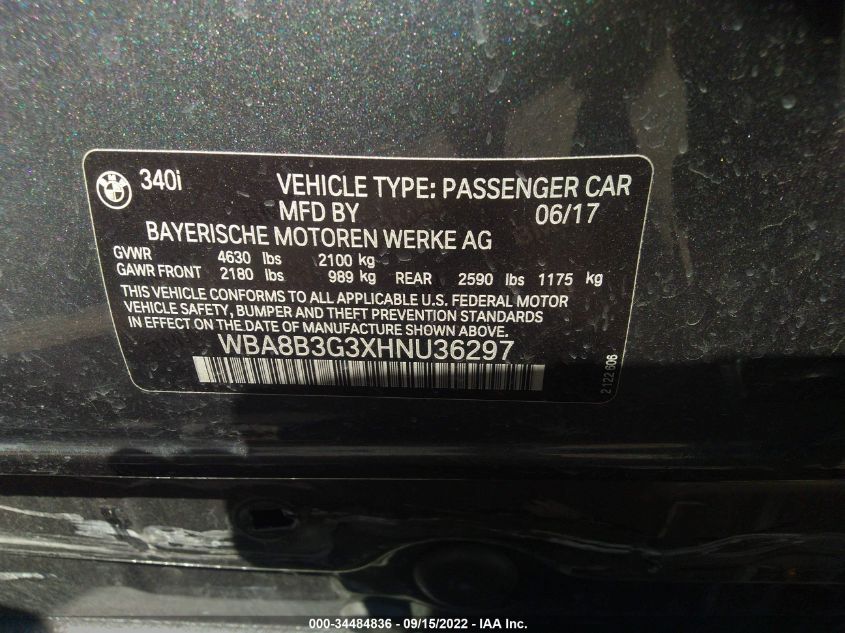 340i VEHICLE TYPE: PASSENGER CAR
MFD BY 06/17
BAYERISCHE MOTOREN WERKE AG
GVWR 4630 lbs 2100 kg
GAWR FRONT 2180 lbs 989 kg REAR 2590 lbs 1175 kg
THIS VEHICLE CONFORMS TO ALL APPLICABLE U.S. FEDERAL MOTOR
VEHICLE SAFETY, BUMPER AND THEFT PREVENTION STANDARDS
IN EFFECT ON THE DATE OF MANUFACTURE SHOWN ABOVE.
WBA8B3G3XHNU36297
2122 606
000-34484836 - 09/15/2022 - IAA Inc.